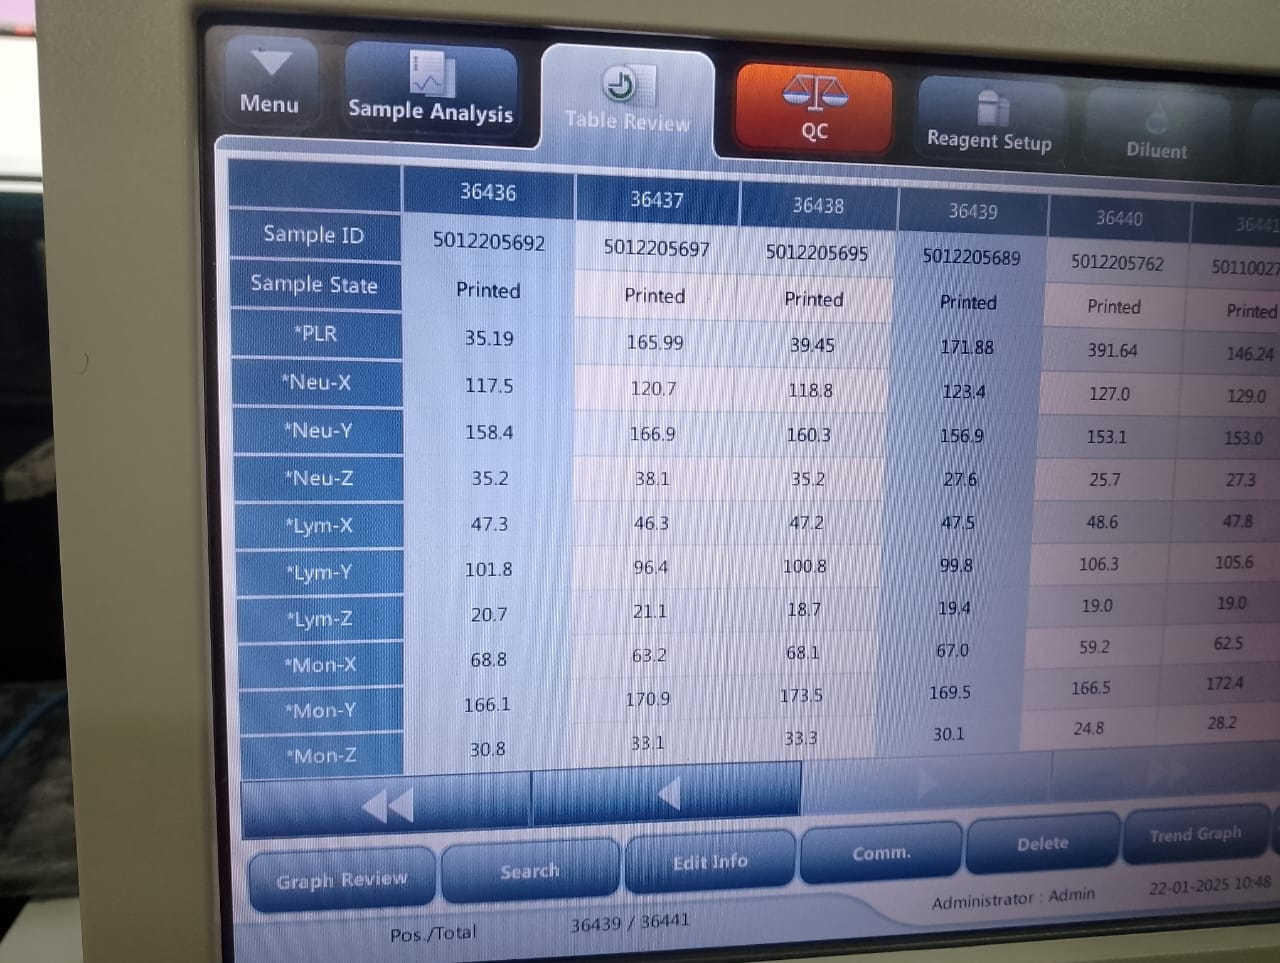 Menu Sample Analysis Table Review QC Reagent Setup Diluent
36436 36437 36438 36439 36440 36441
Sample ID 5012205692 5012205697 5012205695 5012205689 5012205762 50110027
Sample State Printed Printed Printed Printed Printed Printed
*PLR 35.19 165.99 39.45 171.88 391.64 146.24
*Neu-X 117.5 120.7 118.8 123.4 127.0 129.0
*Neu-Y 158.4 166.9 160.3 156.9 153.1 153.0
*Neu-Z 35.2 38.1 35.2 27.6 25.7 27.3
*Lym-X 47.3 46.3 47.2 47.5 48.6 47.8
*Lym-Y 101.8 96.4 100.8 99.8 106.3 105.6
*Lym-Z 20.7 21.1 18.7 19.4 19.0 19.0
*Mon-X 68.8 63.2 68.1 67.0 59.2 62.5
*Mon-Y 166.1 170.9 173.5 169.5 166.5 172.4
*Mon-Z 30.8 33.1 33.3 30.1 24.8 28.2
Graph Review Search Edit Info Comm. Delete Trend Graph
Pos./Total 36439 / 36441 Administrator : Admin 22-01-2025 10:48